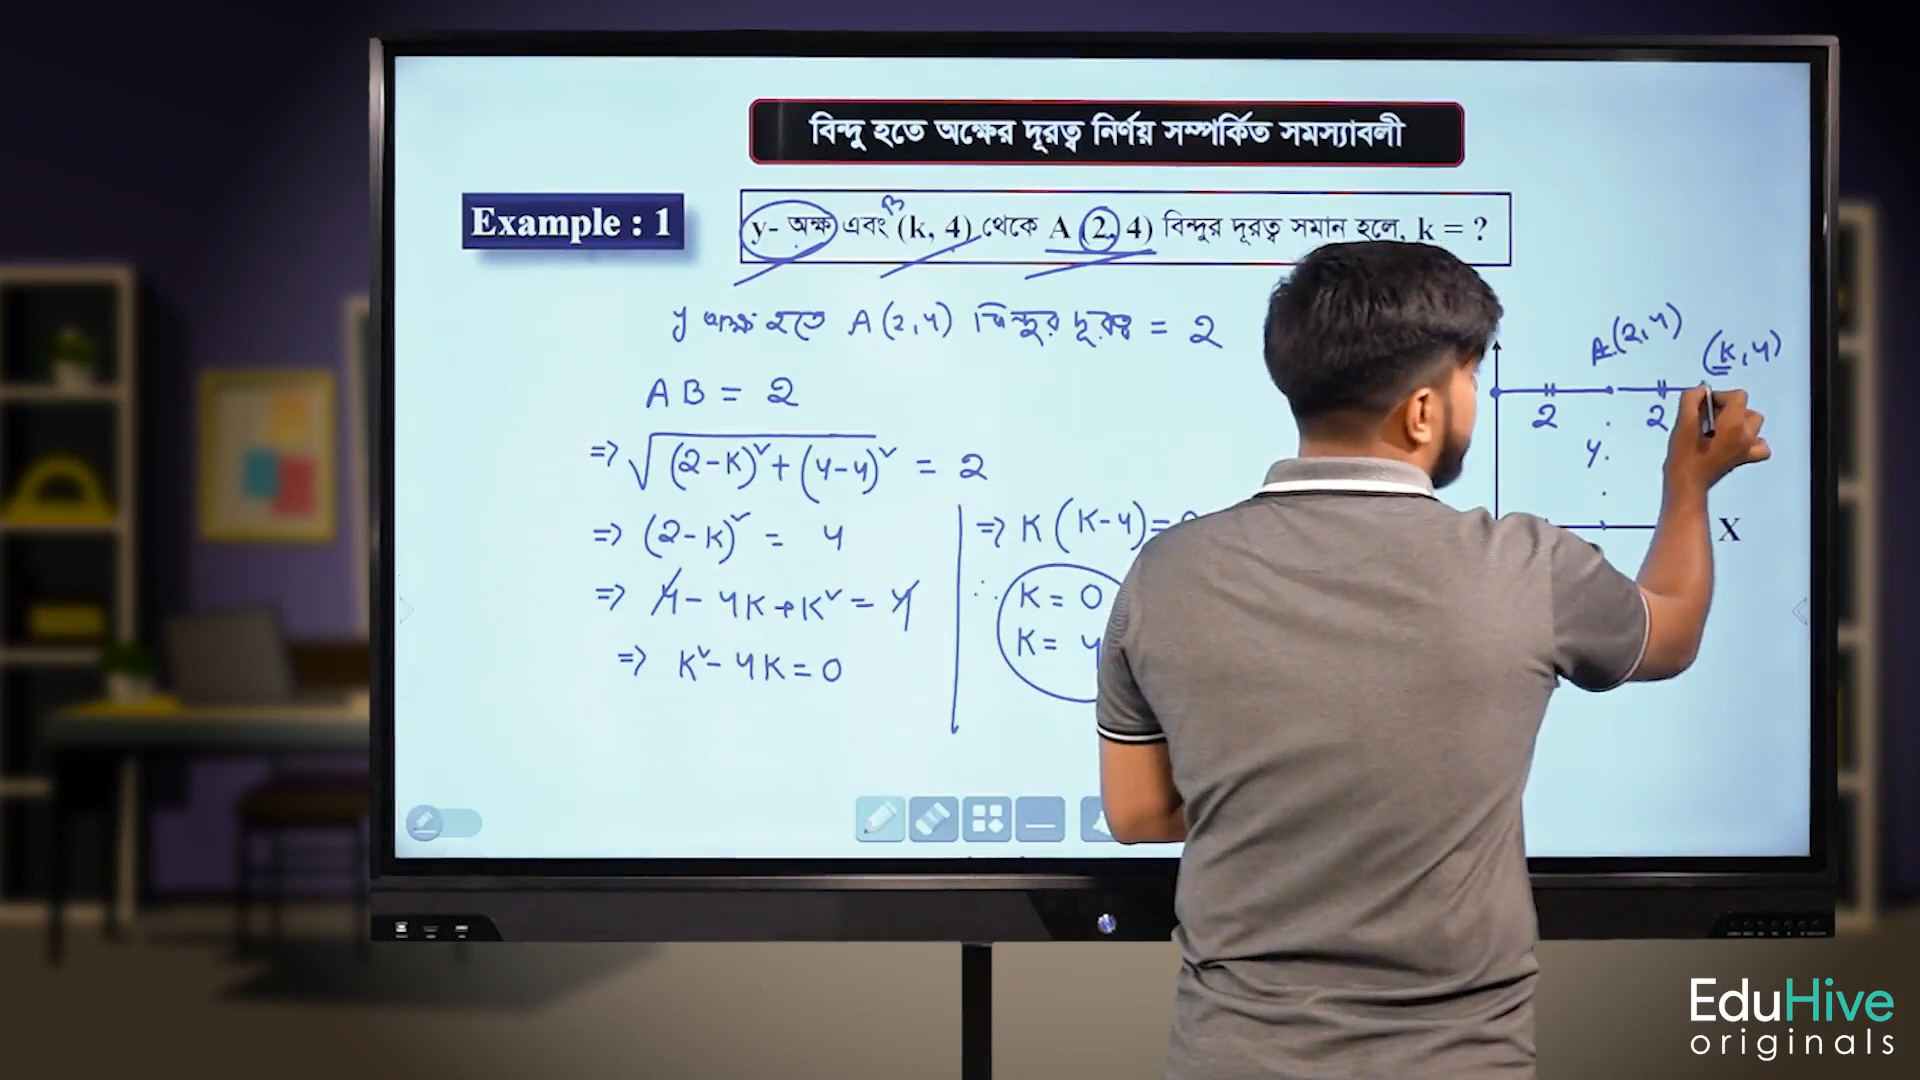 বিন্দু হতে অক্ষের দূরত্ব নির্ণয় সম্পর্কিত সমস্যাবলী
Example : 1
y- অক্ষ এবং (k, 4) থেকে A (2, 4) বিন্দুর দূরত্ব সমান হলে, k = ?
B
y অক্ষ হতে A(2,4) বিন্দুর দূরত্ব = 2
A(2,4)
(K,4)
AB = 2
2
2
4
=> √(2-K)² + (4-4)² = 2
=> (2-K)² = 4
=> 4 - 4K + K² = 4
=> K² - 4K = 0
=> K(K-4) =
∴ K = 0
K = 4
X
EduHive
originals